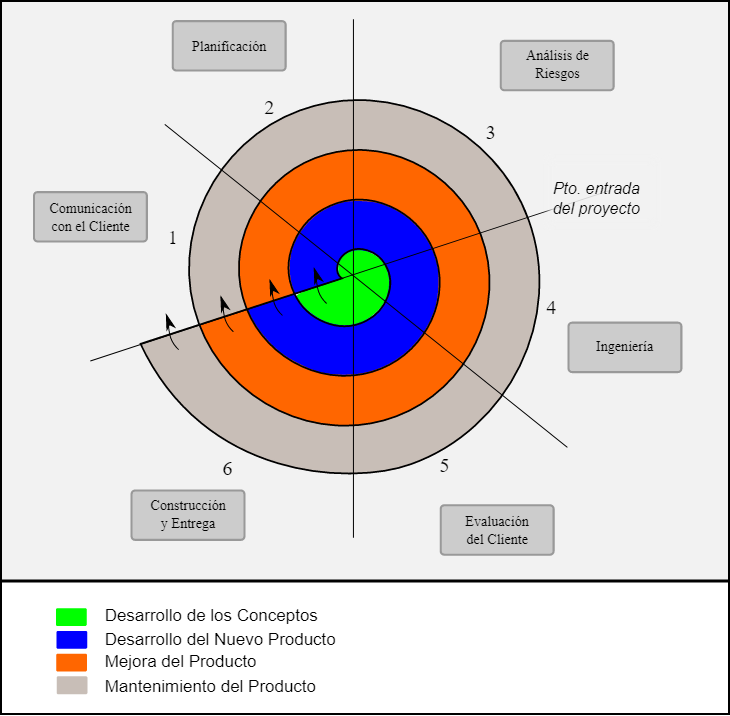 Planificación
Análisis de
Riesgos
2
3
Pto. entrada
del proyecto
Comunicación
con el Cliente
1
4
Ingeniería
6
5
Construcción
y Entrega
Evaluación
del Cliente
Desarrollo de los Conceptos
Desarrollo del Nuevo Producto
Mejora del Producto
Mantenimiento del Producto